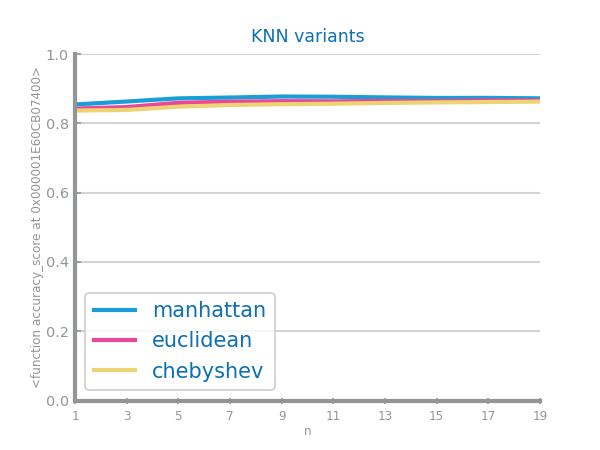 KNN variants
<function accuracy_score at 0x000001E60CB07400>
1.0
0.8
0.6
0.4
0.2
0.0
manhattan
euclidean
chebyshev
1 3 5 7 9 11 13 15 17 19
n